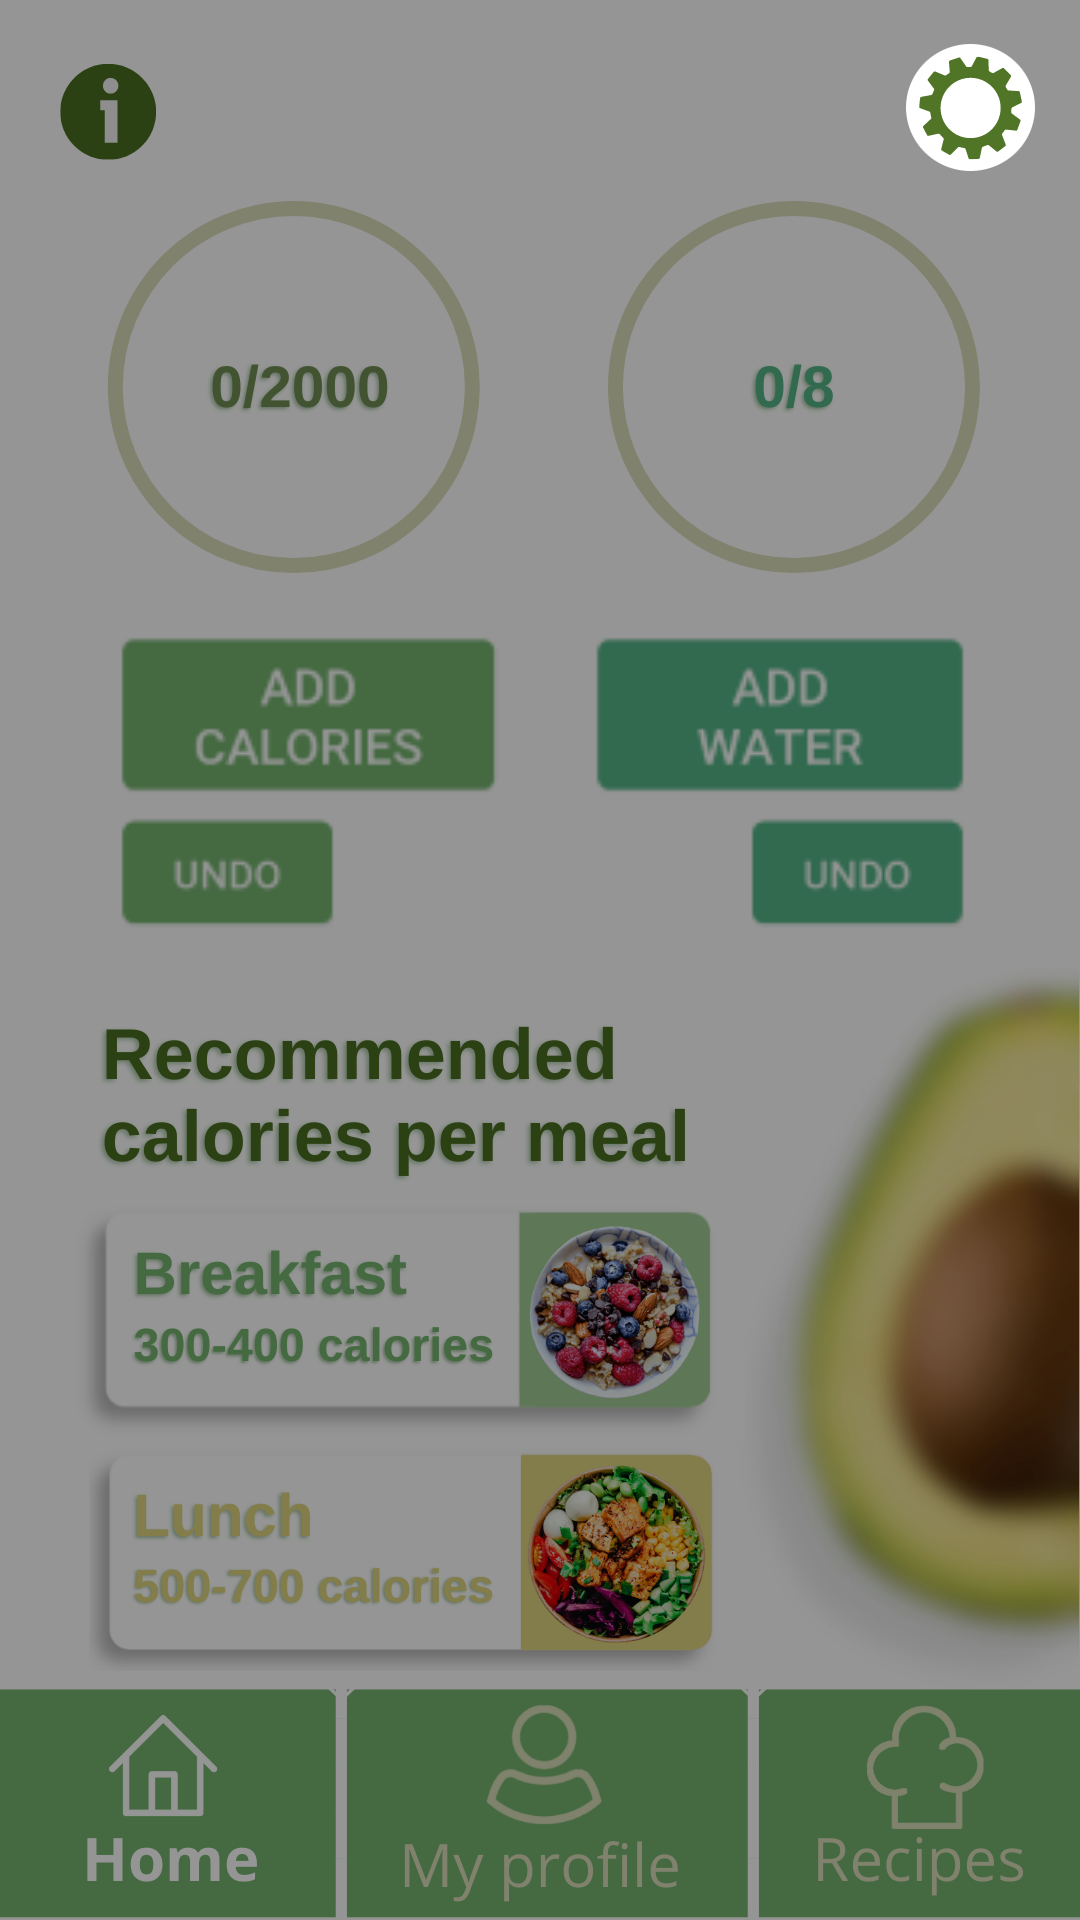 i
0/2000
0/8
ADD
CALORIES
ADD
WATER
UNDO
UNDO
Recommended
calories per meal
Breakfast
300-400 calories
Lunch
500-700 calories
Home
My profile
Recipes